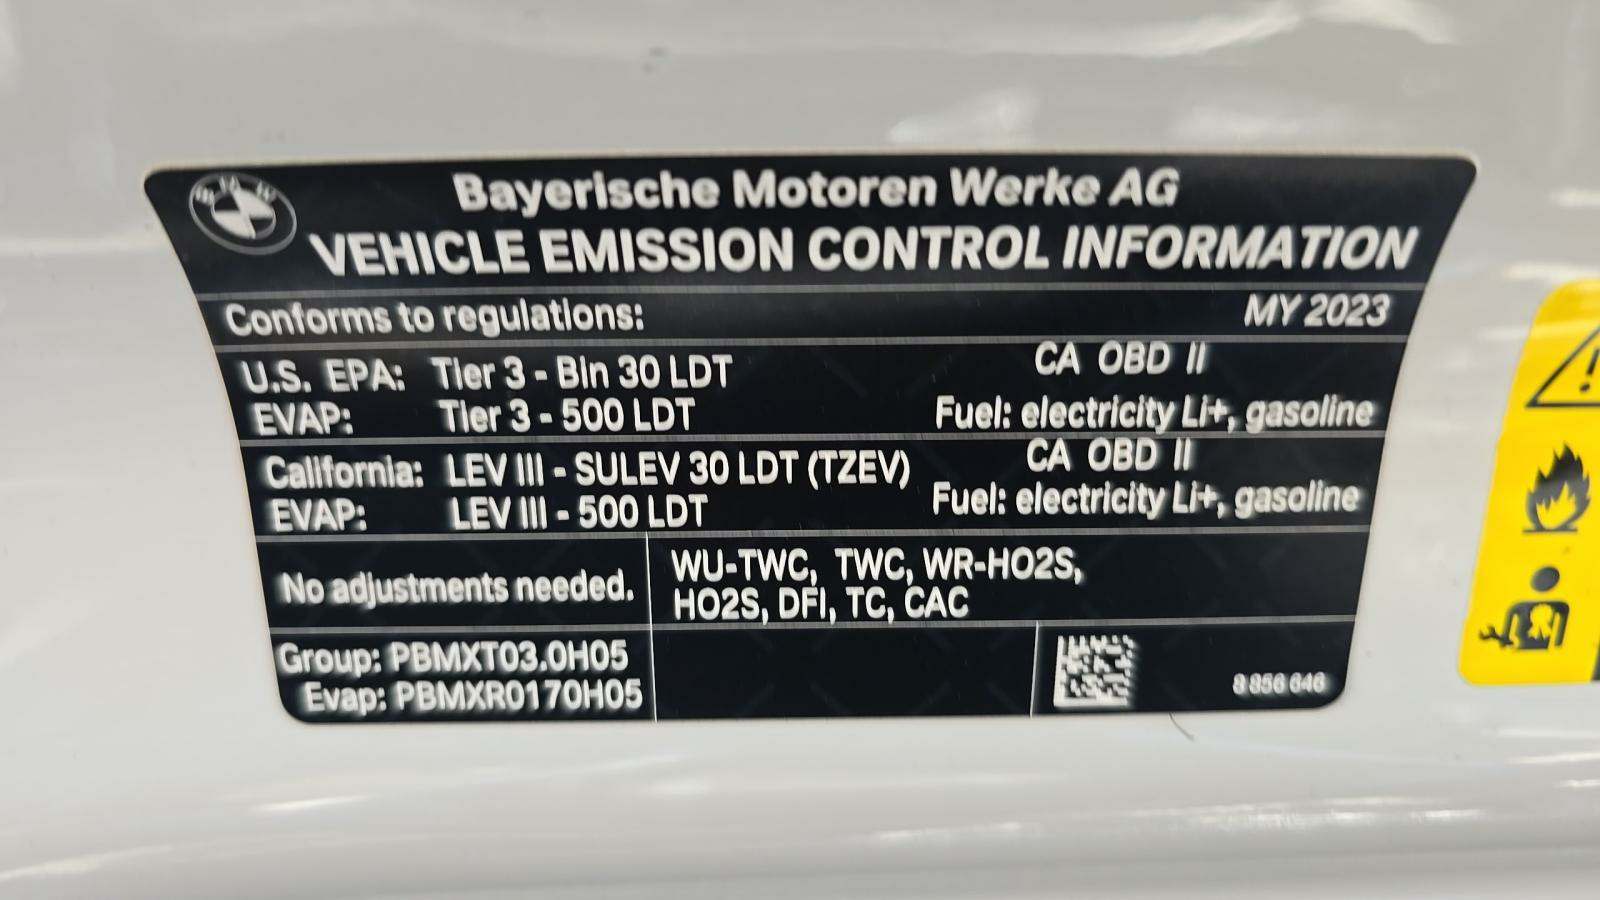 BMW
Bayerische Motoren Werke AG
VEHICLE EMISSION CONTROL INFORMATION
Conforms to regulations: MY 2023
U.S. EPA: Tier 3 - Bin 30 LDT CA OBD II
EVAP: Tier 3 - 500 LDT Fuel: electricity Li+, gasoline
California: LEV III - SULEV 30 LDT (TZEV) CA OBD II
EVAP: LEV III - 500 LDT Fuel: electricity Li+, gasoline
No adjustments needed.
WU-TWC, TWC, WR-HO2S,
HO2S, DFI, TC, CAC
Group: PBMXT03.0H05
Evap: PBMXR0170H05
8 856 646